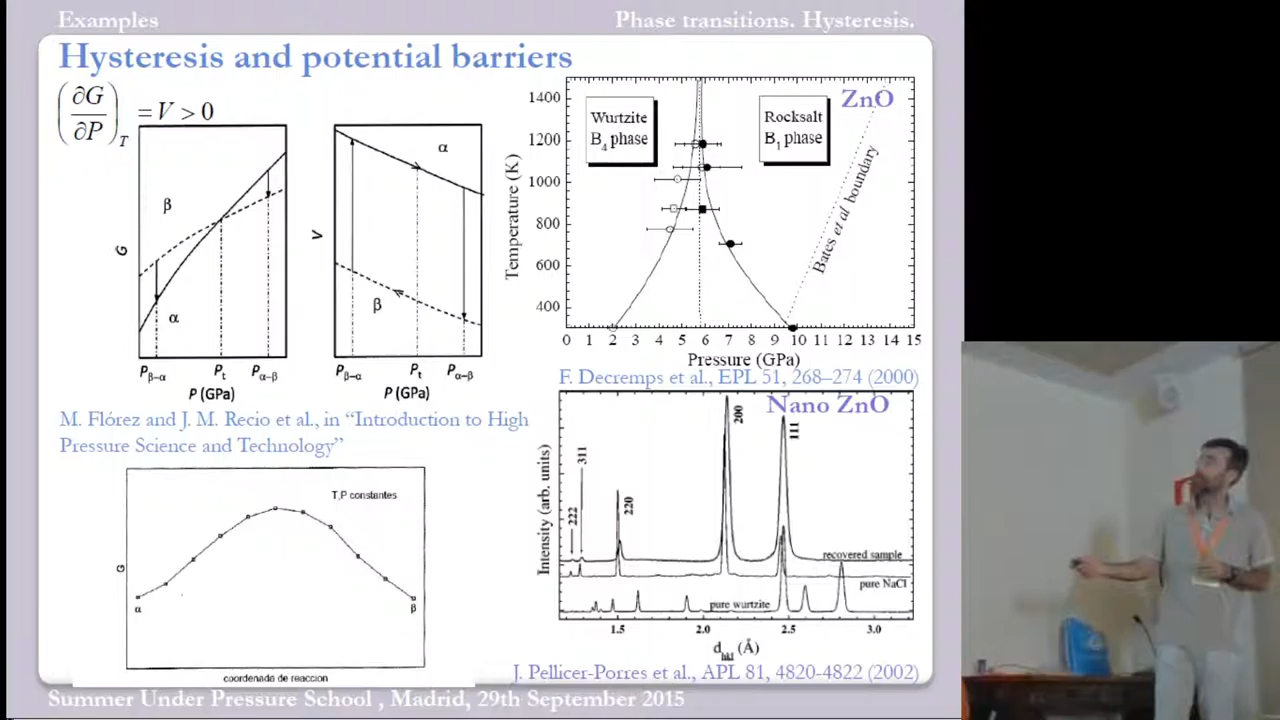 Examples
Phase transitions. Hysteresis.
Hysteresis and potential barriers
(∂G/∂P)T = V > 0
G
β
α
Pβ−α
Pt
Pα−β
P (GPa)
V
α
β
Pβ−α
Pt
Pα−β
P (GPa)
M. Flórez and J. M. Recio et al., in “Introduction to High
Pressure Science and Technology”
T,P constantes
G
α
β
coordenada de reaccion
ZnO
Wurtzite
B4 phase
Rocksalt
B1 phase
Bates et al boundary
Temperature (K)
1400
1200
1000
800
600
400
0 1 2 3 4 5 6 7 8 9 10 11 12 13 14 15
Pressure (GPa)
F. Decremps et al., EPL 51, 268–274 (2000)
Nano ZnO
Intensity (arb. units)
222
311
220
200
111
recovered sample
pure NaCl
pure wurtzite
1.5 2.0 2.5 3.0
dhkl (Å)
J. Pellicer-Porres et al., APL 81, 4820-4822 (2002)
Summer Under Pressure School , Madrid, 29th September 2015